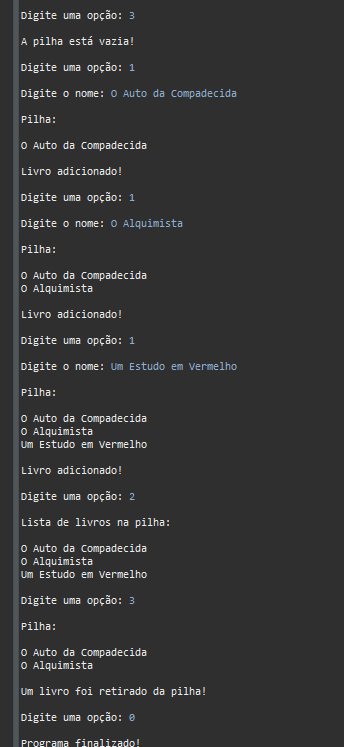 Digite uma opção: 3
A pilha está vazia!
Digite uma opção: 1
Digite o nome: O Auto da Compadecida
Pilha:
O Auto da Compadecida
Livro adicionado!
Digite uma opção: 1
Digite o nome: O Alquimista
Pilha:
O Auto da Compadecida
O Alquimista
Livro adicionado!
Digite uma opção: 1
Digite o nome: Um Estudo em Vermelho
Pilha:
O Auto da Compadecida
O Alquimista
Um Estudo em Vermelho
Livro adicionado!
Digite uma opção: 2
Lista de livros na pilha:
O Auto da Compadecida
O Alquimista
Um Estudo em Vermelho
Digite uma opção: 3
Pilha:
O Auto da Compadecida
O Alquimista
Um livro foi retirado da pilha!
Digite uma opção: 0
Programa finalizado!